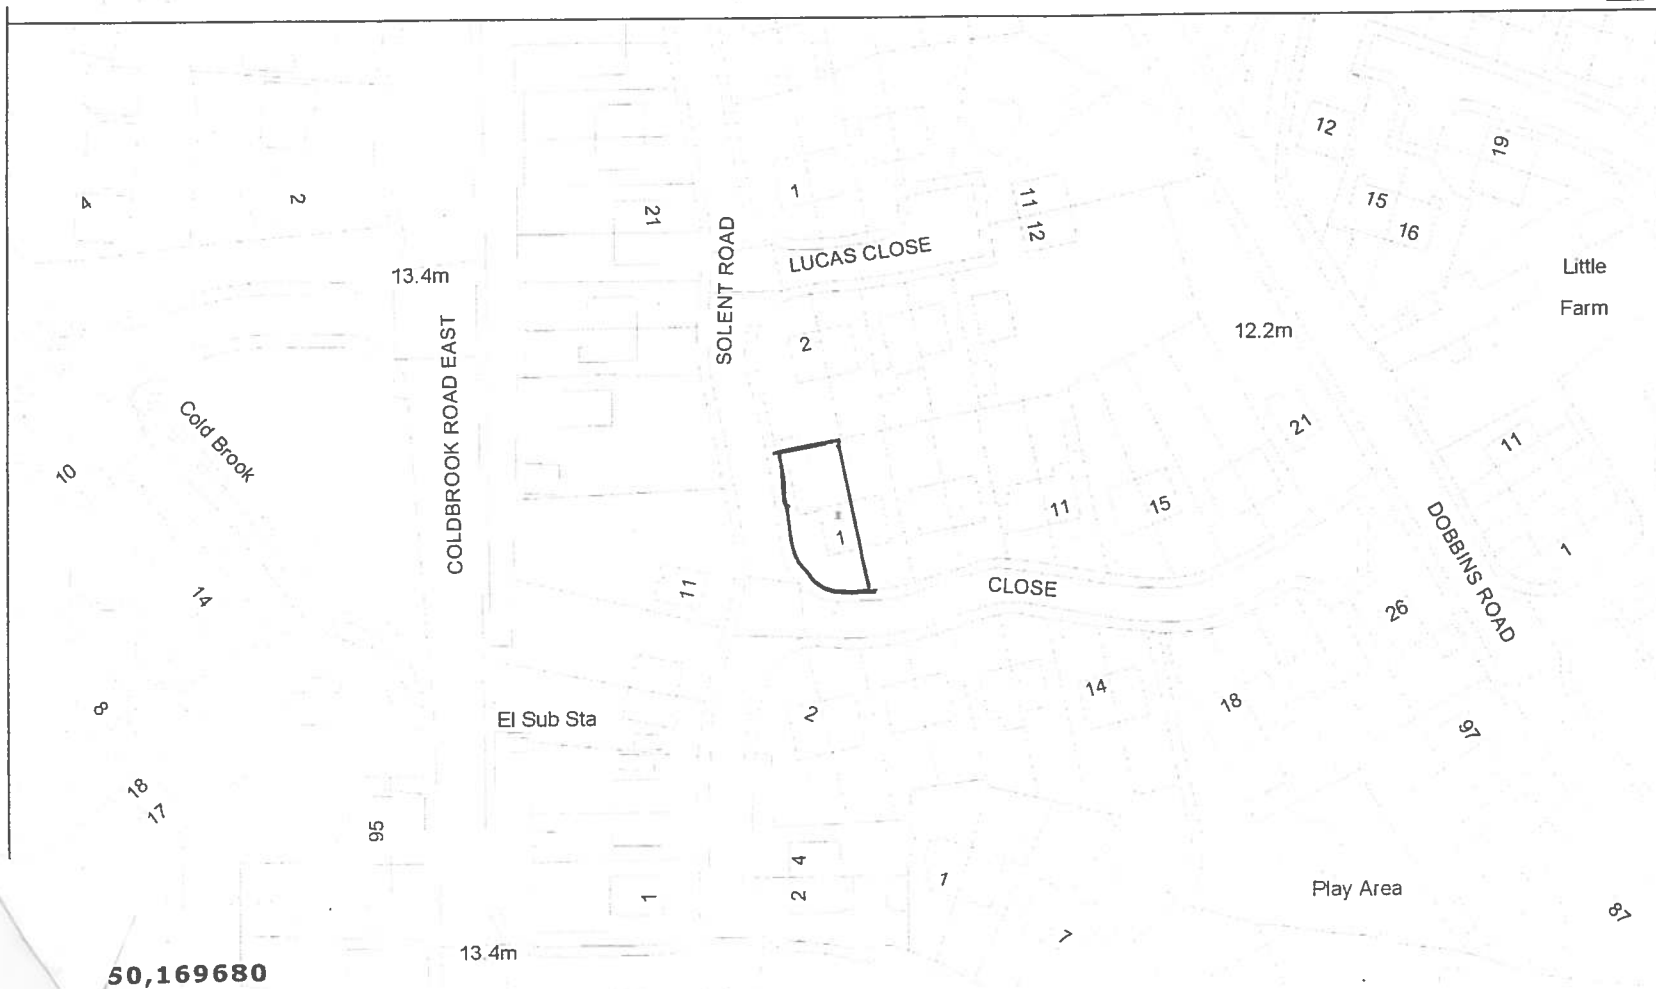 12
19
4
2
21
1
11
12
15
16
SOLENT ROAD
LUCAS CLOSE
13.4m
Little
Farm
COLDBROOK ROAD EAST
2
12.2m
Cold Brook
21
11
10
11
15
1
1
DOBBINS ROAD
14
11
CLOSE
26
8
El Sub Sta
2
14
18
97
18
17
95
4
1
2
1
Play Area
87
7
13.4m
50,169680